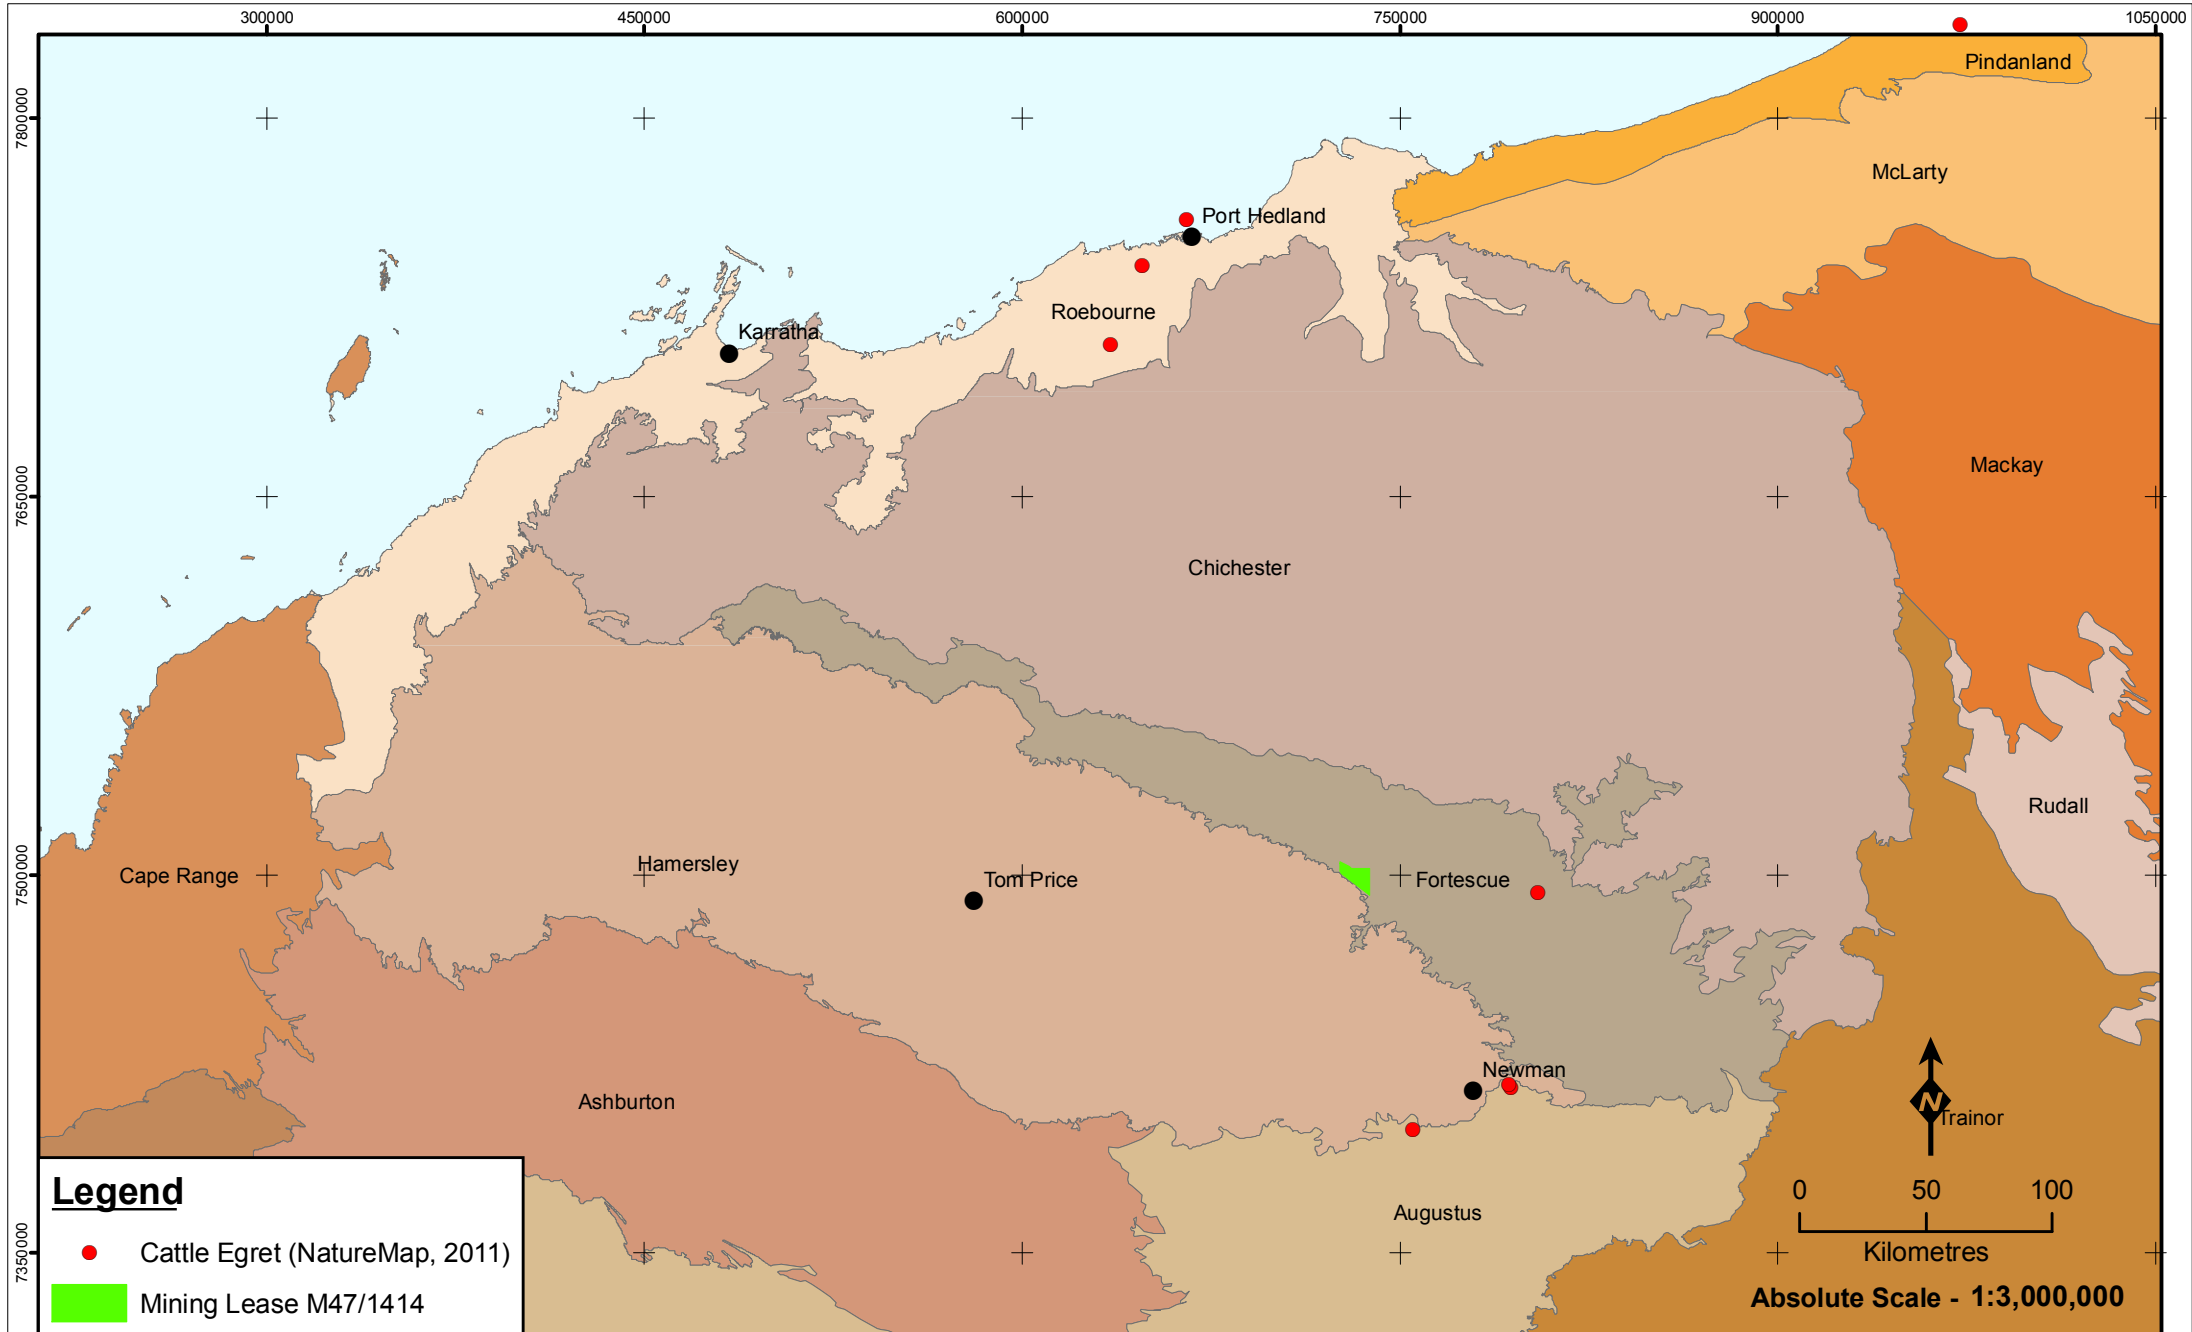 300000 450000 600000 750000 900000 1050000
Pindanland
7800000
McLarty
Port Hedland
Roebourne
Karratha
Mackay
7650000
Chichester
Rudall
Hamersley
Cape Range
Tom Price
Fortescue
7500000
Newman
Ashburton
N
Trainor
Legend
0 50 100
Augustus
Cattle Egret (NatureMap, 2011)
Kilometres
7350000
Mining Lease M47/1414
Absolute Scale - 1:3,000,000